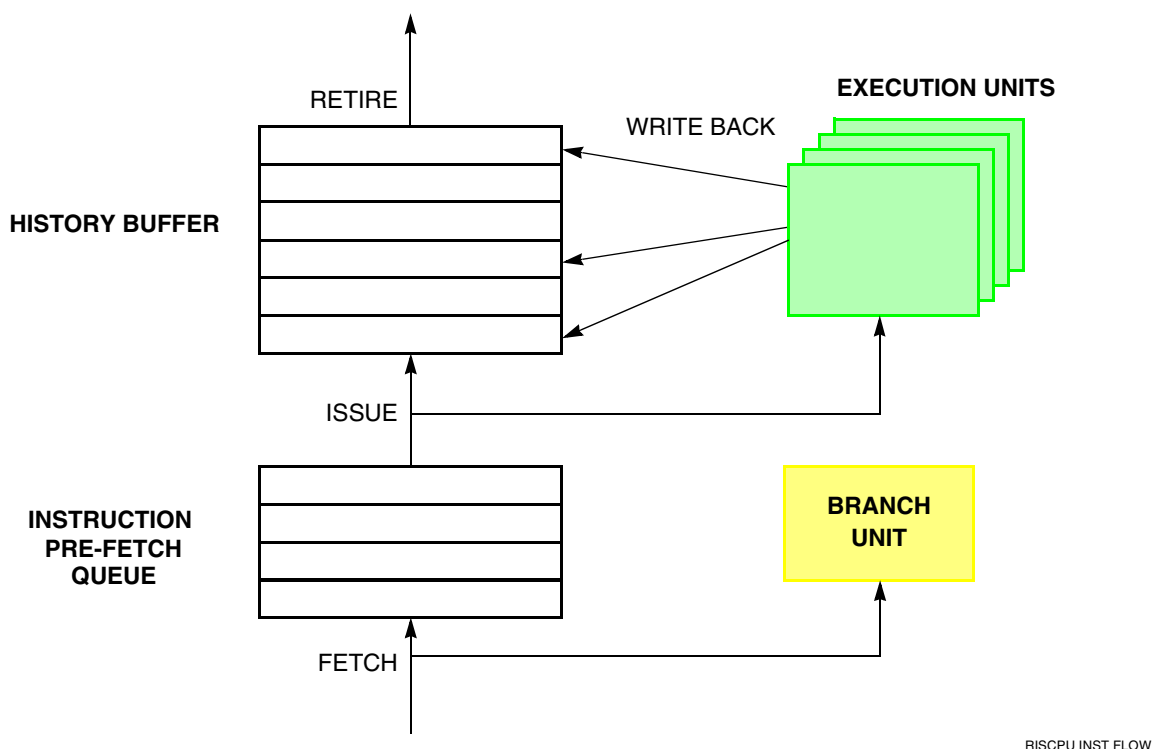 RETIRE
EXECUTION UNITS
WRITE BACK
HISTORY BUFFER
ISSUE
INSTRUCTION
PRE-FETCH
QUEUE
BRANCH
UNIT
FETCH
RISCPU INST FLOW